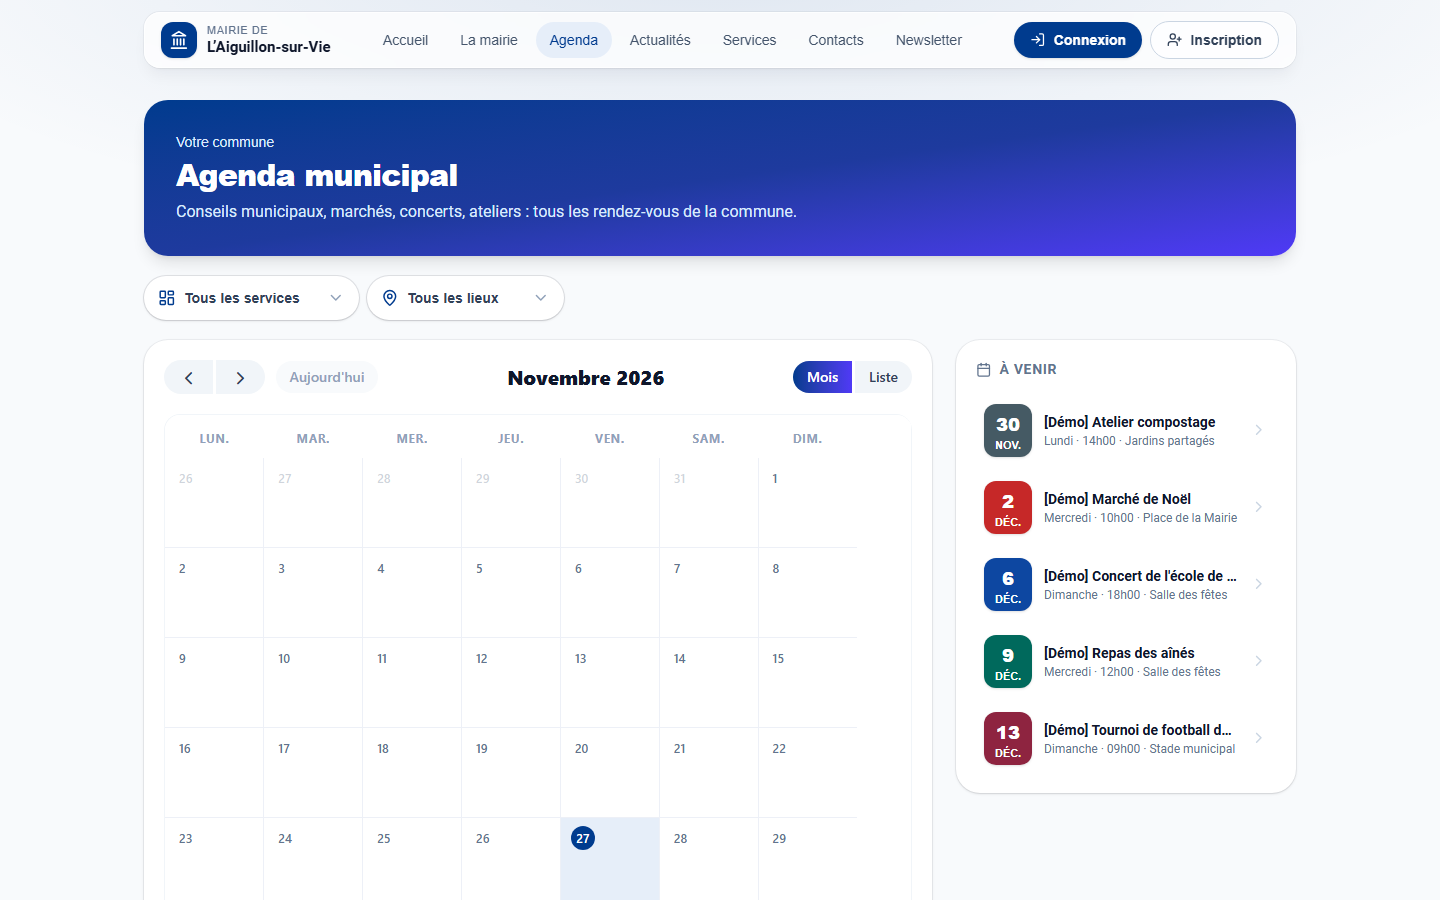 MAIRIE DE
L'Aiguillon-sur-Vie
Accueil
La mairie
Agenda
Actualités
Services
Contacts
Newsletter
Connexion
Inscription
Votre commune
Agenda municipal
Conseils municipaux, marchés, concerts, ateliers : tous les rendez-vous de la commune.
Tous les services
Tous les lieux
Aujourd'hui
Novembre 2026
Mois
Liste
LUN. MAR. MER. JEU. VEN. SAM. DIM.
26 27 28 29 30 31 1
2 3 4 5 6 7 8
9 10 11 12 13 14 15
16 17 18 19 20 21 22
23 24 25 26 27 28 29
À VENIR
30
NOV.
[Démo] Atelier compostage
Lundi · 14h00 · Jardins partagés
2
DÉC.
[Démo] Marché de Noël
Mercredi · 10h00 · Place de la Mairie
6
DÉC.
[Démo] Concert de l'école de ...
Dimanche · 18h00 · Salle des fêtes
9
DÉC.
[Démo] Repas des aînés
Mercredi · 12h00 · Salle des fêtes
13
DÉC.
[Démo] Tournoi de football d...
Dimanche · 09h00 · Stade municipal